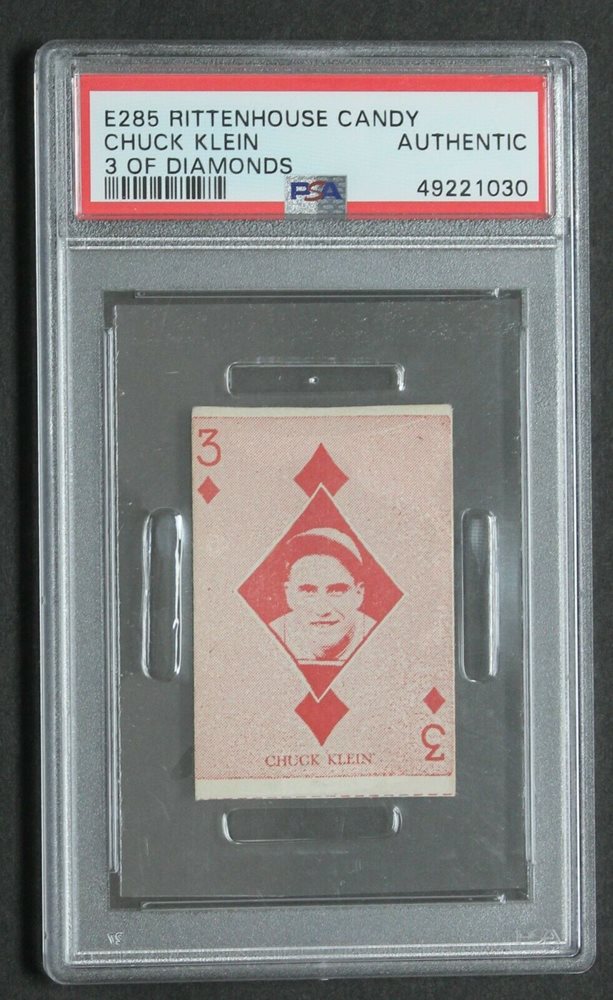 E285 RITTENHOUSE CANDY
CHUCK KLEIN AUTHENTIC
3 OF DIAMONDS
PSA 49221030
3
CHUCK KLEIN
3